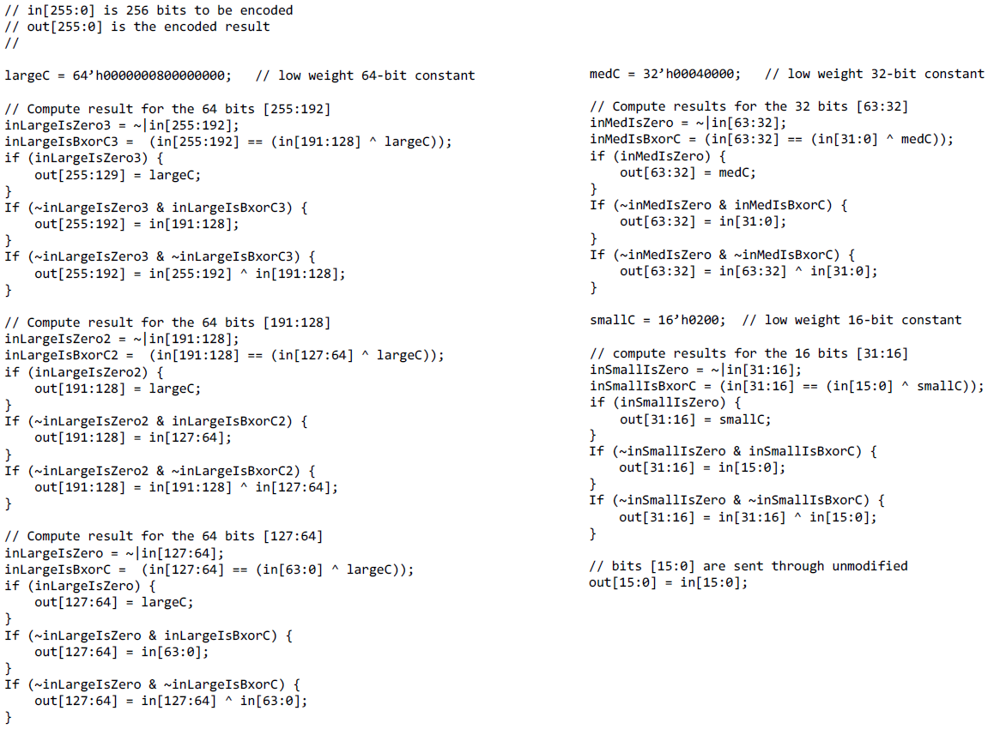 // in[255:0] is 256 bits to be encoded
// out[255:0] is the encoded result
//

largeC = 64’h0000000800000000;   // low weight 64-bit constant

// Compute result for the 64 bits [255:192]
inLargeIsZero3 = ~|in[255:192];
inLargeIsBxorC3 =  (in[255:192] == (in[191:128] ^ largeC));
if (inLargeIsZero3) {
    out[255:129] = largeC;
}
If (~inLargeIsZero3 & inLargeIsBxorC3) {
    out[255:192] = in[191:128];
}
If (~inLargeIsZero3 & ~inLargeIsBxorC3) {
    out[255:192] = in[255:192] ^ in[191:128];
}

// Compute result for the 64 bits [191:128]
inLargeIsZero2 = ~|in[191:128];
inLargeIsBxorC2 =  (in[191:128] == (in[127:64] ^ largeC));
if (inLargeIsZero2) {
    out[191:128] = largeC;
}
If (~inLargeIsZero2 & inLargeIsBxorC2) {
    out[191:128] = in[127:64];
}
If (~inLargeIsZero2 & ~inLargeIsBxorC2) {
    out[191:128] = in[191:128] ^ in[127:64];
}

// Compute result for the 64 bits [127:64]
inLargeIsZero = ~|in[127:64];
inLargeIsBxorC =  (in[127:64] == (in[63:0] ^ largeC));
if (inLargeIsZero) {
    out[127:64] = largeC;
}
If (~inLargeIsZero & inLargeIsBxorC) {
    out[127:64] = in[63:0];
}
If (~inLargeIsZero & ~inLargeIsBxorC) {
    out[127:64] = in[127:64] ^ in[63:0];
}

medC = 32’h00040000;   // low weight 32-bit constant

// Compute results for the 32 bits [63:32]
inMedIsZero = ~|in[63:32];
inMedIsBxorC = (in[63:32] == (in[31:0] ^ medC));
if (inMedIsZero) {
    out[63:32] = medC;
}
If (~inMedIsZero & inMedIsBxorC) {
    out[63:32] = in[31:0];
}
If (~inMedIsZero & ~inMedIsBxorC) {
    out[63:32] = in[63:32] ^ in[31:0];
}

smallC = 16’h0200;  // low weight 16-bit constant

// compute results for the 16 bits [31:16]
inSmallIsZero = ~|in[31:16];
inSmallIsBxorC = (in[31:16] == (in[15:0] ^ smallC));
if (inSmallIsZero) {
    out[31:16] = smallC;
}
If (~inSmallIsZero & inSmallIsBxorC) {
    out[31:16] = in[15:0];
}
If (~inSmallIsZero & ~inSmallIsBxorC) {
    out[31:16] = in[31:16] ^ in[15:0];
}

// bits [15:0] are sent through unmodified
out[15:0] = in[15:0];